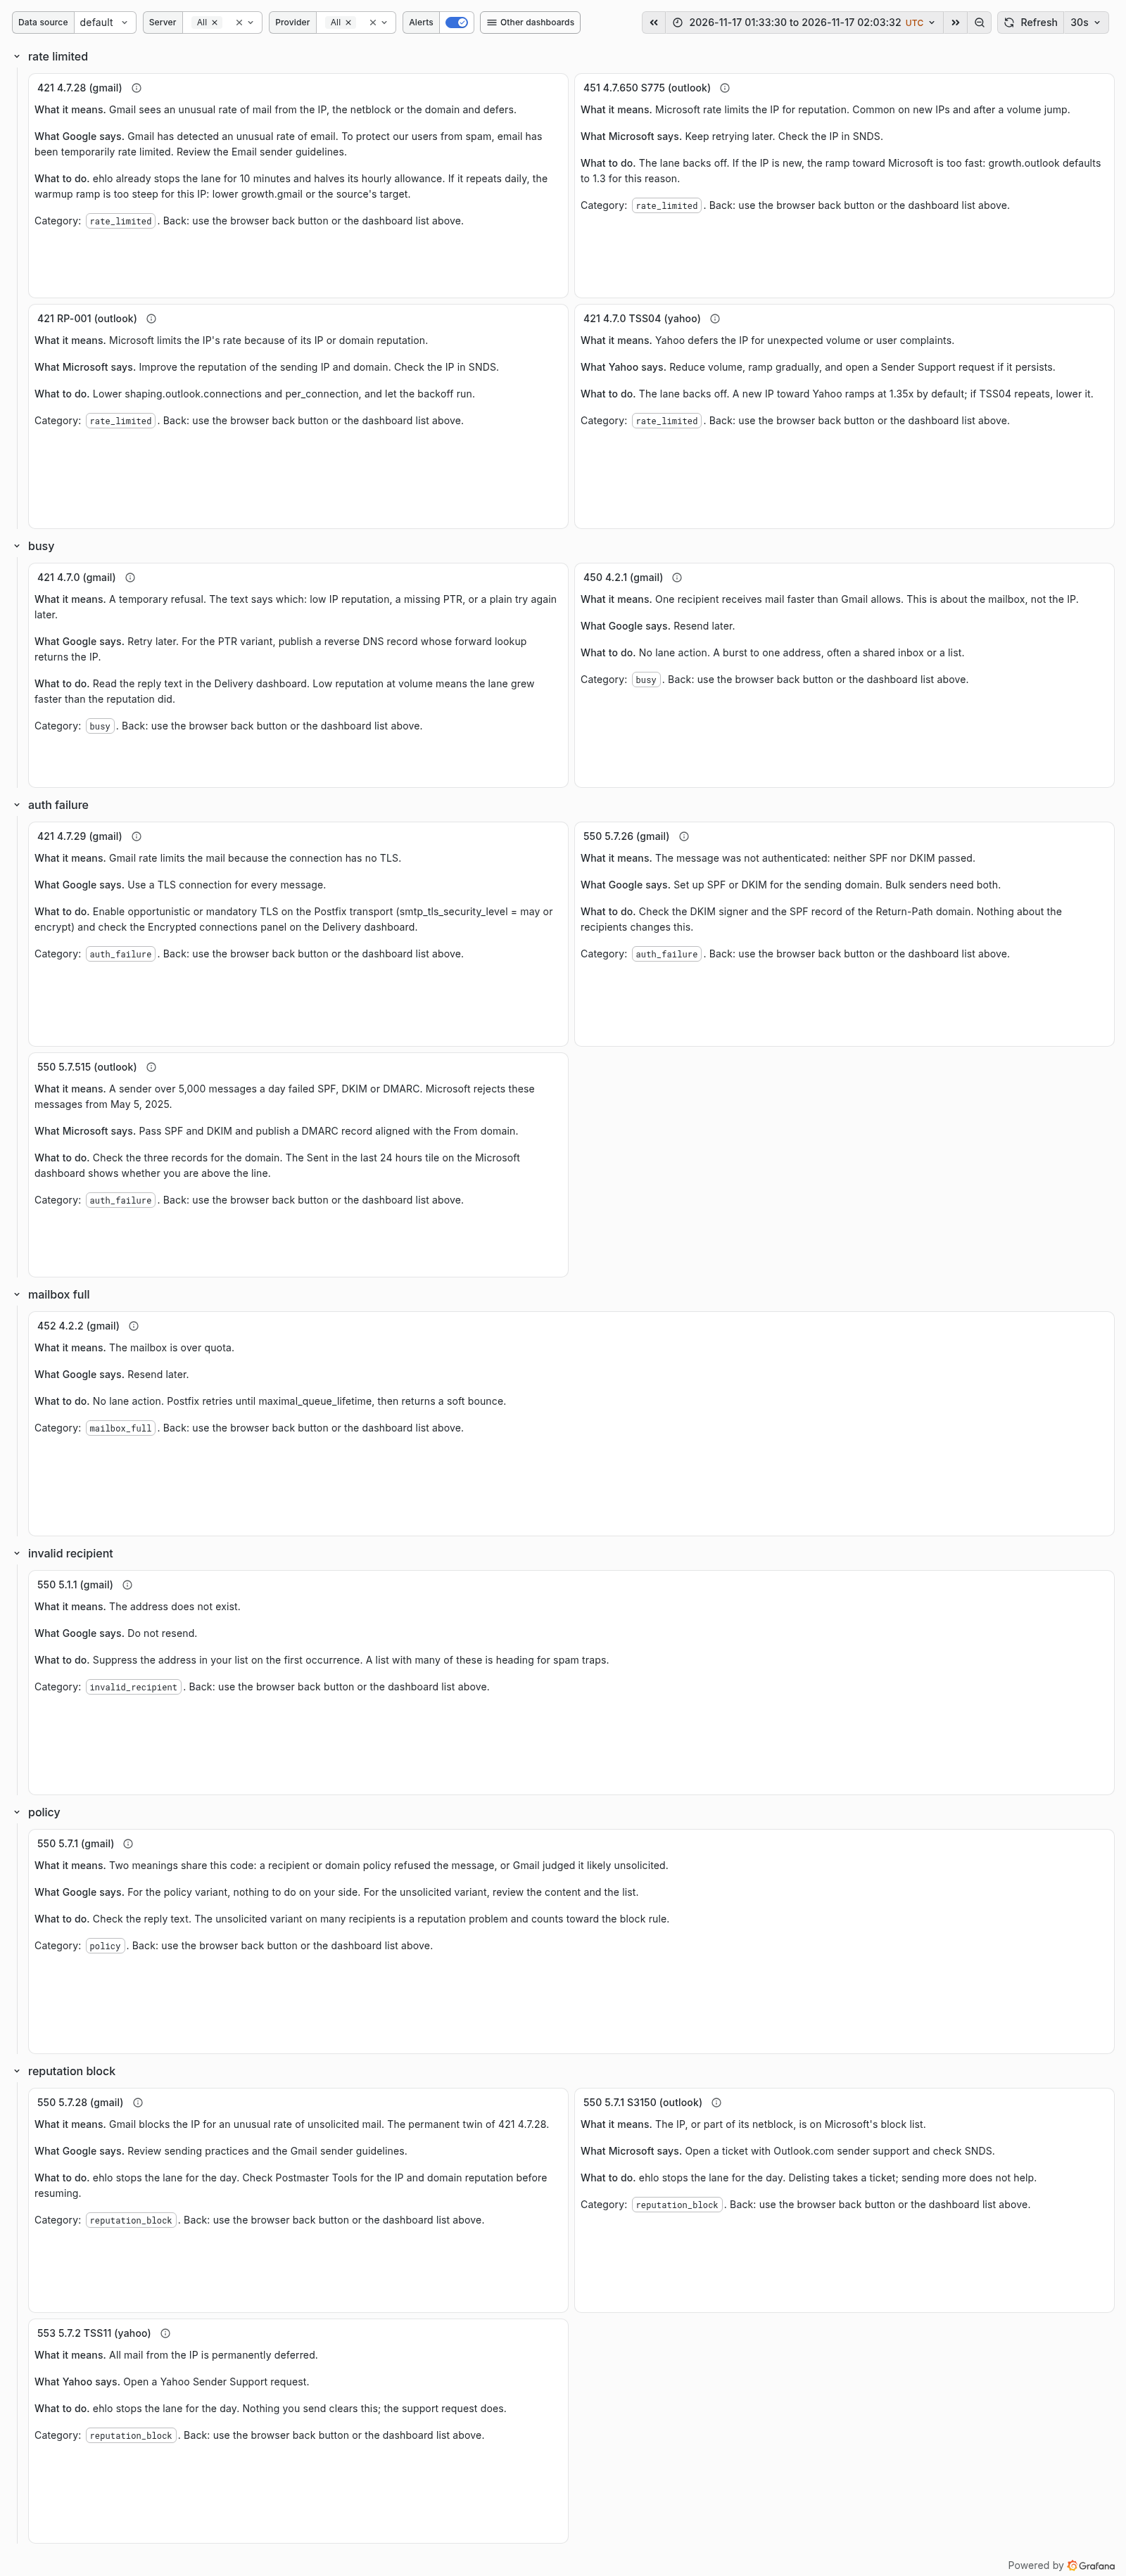 Data source default Server All Provider All Alerts Other dashboards 2026-11-17 01:33:30 to 2026-11-17 02:03:32 UTC Refresh 30s
rate limited
421 4.7.28 (gmail)
What it means. Gmail sees an unusual rate of mail from the IP, the netblock or the domain and defers.
What Google says. Gmail has detected an unusual rate of email. To protect our users from spam, email has
been temporarily rate limited. Review the Email sender guidelines.
What to do. ehlo already stops the lane for 10 minutes and halves its hourly allowance. If it repeats daily, the
warmup ramp is too steep for this IP: lower growth.gmail or the source's target.
Category: rate_limited. Back: use the browser back button or the dashboard list above.
451 4.7.650 S775 (outlook)
What it means. Microsoft rate limits the IP for reputation. Common on new IPs and after a volume jump.
What Microsoft says. Keep retrying later. Check the IP in SNDS.
What to do. The lane backs off. If the IP is new, the ramp toward Microsoft is too fast: growth.outlook defaults
to 1.3 for this reason.
Category: rate_limited. Back: use the browser back button or the dashboard list above.
421 RP-001 (outlook)
What it means. Microsoft limits the IP's rate because of its IP or domain reputation.
What Microsoft says. Improve the reputation of the sending IP and domain. Check the IP in SNDS.
What to do. Lower shaping.outlook.connections and per_connection, and let the backoff run.
Category: rate_limited. Back: use the browser back button or the dashboard list above.
421 4.7.0 TSS04 (yahoo)
What it means. Yahoo defers the IP for unexpected volume or user complaints.
What Yahoo says. Reduce volume, ramp gradually, and open a Sender Support request if it persists.
What to do. The lane backs off. A new IP toward Yahoo ramps at 1.35x by default; if TSS04 repeats, lower it.
Category: rate_limited. Back: use the browser back button or the dashboard list above.
busy
421 4.7.0 (gmail)
What it means. A temporary refusal. The text says which: low IP reputation, a missing PTR, or a plain try again
later.
What Google says. Retry later. For the PTR variant, publish a reverse DNS record whose forward lookup
returns the IP.
What to do. Read the reply text in the Delivery dashboard. Low reputation at volume means the lane grew
faster than the reputation did.
Category: busy. Back: use the browser back button or the dashboard list above.
450 4.2.1 (gmail)
What it means. One recipient receives mail faster than Gmail allows. This is about the mailbox, not the IP.
What Google says. Resend later.
What to do. No lane action. A burst to one address, often a shared inbox or a list.
Category: busy. Back: use the browser back button or the dashboard list above.
auth failure
421 4.7.29 (gmail)
What it means. Gmail rate limits the mail because the connection has no TLS.
What Google says. Use a TLS connection for every message.
What to do. Enable opportunistic or mandatory TLS on the Postfix transport (smtp_tls_security_level = may or
encrypt) and check the Encrypted connections panel on the Delivery dashboard.
Category: auth_failure. Back: use the browser back button or the dashboard list above.
550 5.7.26 (gmail)
What it means. The message was not authenticated: neither SPF nor DKIM passed.
What Google says. Set up SPF or DKIM for the sending domain. Bulk senders need both.
What to do. Check the DKIM signer and the SPF record of the Return-Path domain. Nothing about the
recipients changes this.
Category: auth_failure. Back: use the browser back button or the dashboard list above.
550 5.7.515 (outlook)
What it means. A sender over 5,000 messages a day failed SPF, DKIM or DMARC. Microsoft rejects these
messages from May 5, 2025.
What Microsoft says. Pass SPF and DKIM and publish a DMARC record aligned with the From domain.
What to do. Check the three records for the domain. The Sent in the last 24 hours tile on the Microsoft
dashboard shows whether you are above the line.
Category: auth_failure. Back: use the browser back button or the dashboard list above.
mailbox full
452 4.2.2 (gmail)
What it means. The mailbox is over quota.
What Google says. Resend later.
What to do. No lane action. Postfix retries until maximal_queue_lifetime, then returns a soft bounce.
Category: mailbox_full. Back: use the browser back button or the dashboard list above.
invalid recipient
550 5.1.1 (gmail)
What it means. The address does not exist.
What Google says. Do not resend.
What to do. Suppress the address in your list on the first occurrence. A list with many of these is heading for spam traps.
Category: invalid_recipient. Back: use the browser back button or the dashboard list above.
policy
550 5.7.1 (gmail)
What it means. Two meanings share this code: a recipient or domain policy refused the message, or Gmail judged it likely unsolicited.
What Google says. For the policy variant, nothing to do on your side. For the unsolicited variant, review the content and the list.
What to do. Check the reply text. The unsolicited variant on many recipients is a reputation problem and counts toward the block rule.
Category: policy. Back: use the browser back button or the dashboard list above.
reputation block
550 5.7.28 (gmail)
What it means. Gmail blocks the IP for an unusual rate of unsolicited mail. The permanent twin of 421 4.7.28.
What Google says. Review sending practices and the Gmail sender guidelines.
What to do. ehlo stops the lane for the day. Check Postmaster Tools for the IP and domain reputation before
resuming.
Category: reputation_block. Back: use the browser back button or the dashboard list above.
550 5.7.1 S3150 (outlook)
What it means. The IP, or part of its netblock, is on Microsoft's block list.
What Microsoft says. Open a ticket with Outlook.com sender support and check SNDS.
What to do. ehlo stops the lane for the day. Delisting takes a ticket; sending more does not help.
Category: reputation_block. Back: use the browser back button or the dashboard list above.
553 5.7.2 TSS11 (yahoo)
What it means. All mail from the IP is permanently deferred.
What Yahoo says. Open a Yahoo Sender Support request.
What to do. ehlo stops the lane for the day. Nothing you send clears this; the support request does.
Category: reputation_block. Back: use the browser back button or the dashboard list above.
Powered by Grafana